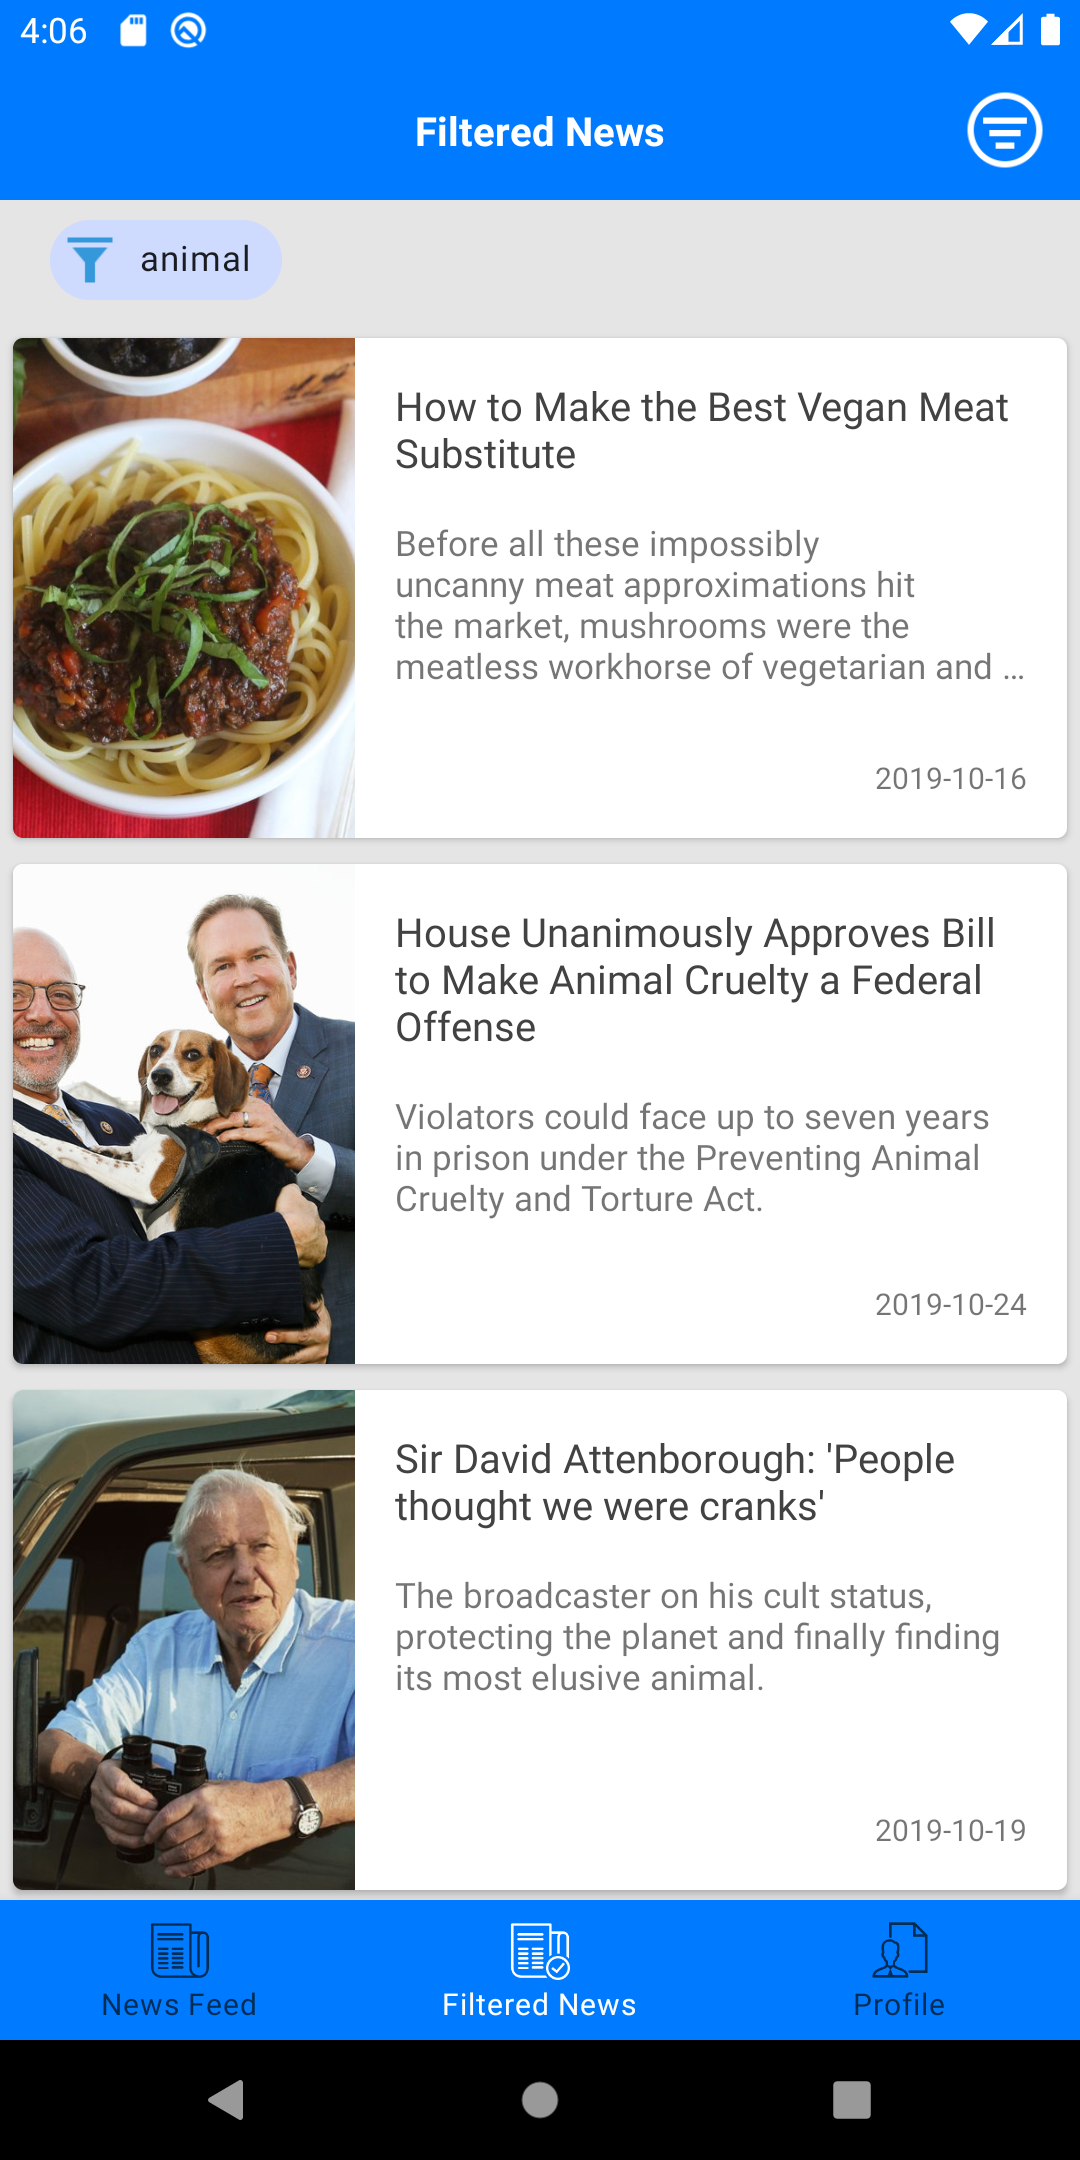 4:06
Filtered News
animal
How to Make the Best Vegan Meat
Substitute
Before all these impossibly
uncanny meat approximations hit
the market, mushrooms were the
meatless workhorse of vegetarian and ...
2019-10-16
House Unanimously Approves Bill
to Make Animal Cruelty a Federal
Offense
Violators could face up to seven years
in prison under the Preventing Animal
Cruelty and Torture Act.
2019-10-24
Sir David Attenborough: 'People
thought we were cranks'
The broadcaster on his cult status,
protecting the planet and finally finding
its most elusive animal.
2019-10-19
News Feed
Filtered News
Profile